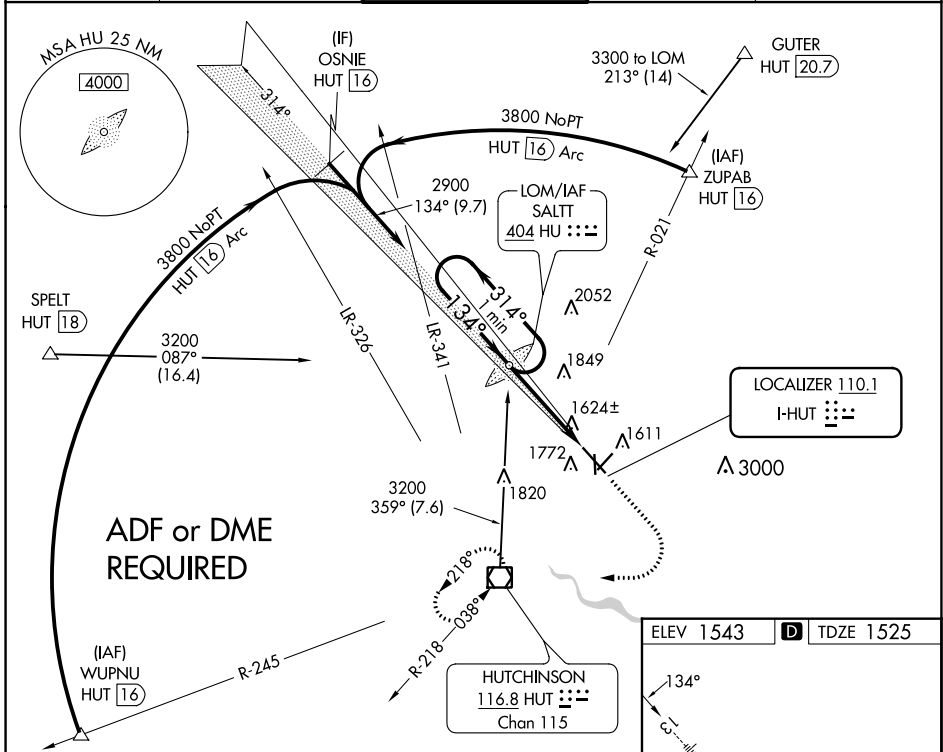 MSA HU 25 NM
4000
(IF)
OSNIE
HUT 16
314°
3300 to LOM
213° (14)
GUTER
HUT 20.7
3800 NoPT
HUT 16 Arc
(IAF)
ZUPAB
HUT 16
2900
134° (9.7)
LOM/IAF
SALTT
404 HU
R-021
3800 NoPT
HUT 16 Arc
SPELT
HUT 18
3200
087°
(16.4)
LR-326
LR-341
134°
314°
1 min
2052
1849
LOCALIZER 110.1
I-HUT
1624±
1611
1772
3000
1820
3200
359° (7.6)
ADF or DME
REQUIRED
218°
038°
R-218
HUTCHINSON
116.8 HUT
Chan 115
(IAF)
WUPNU
HUT 16
R-245
ELEV 1543 D TDZE 1525
134°
13